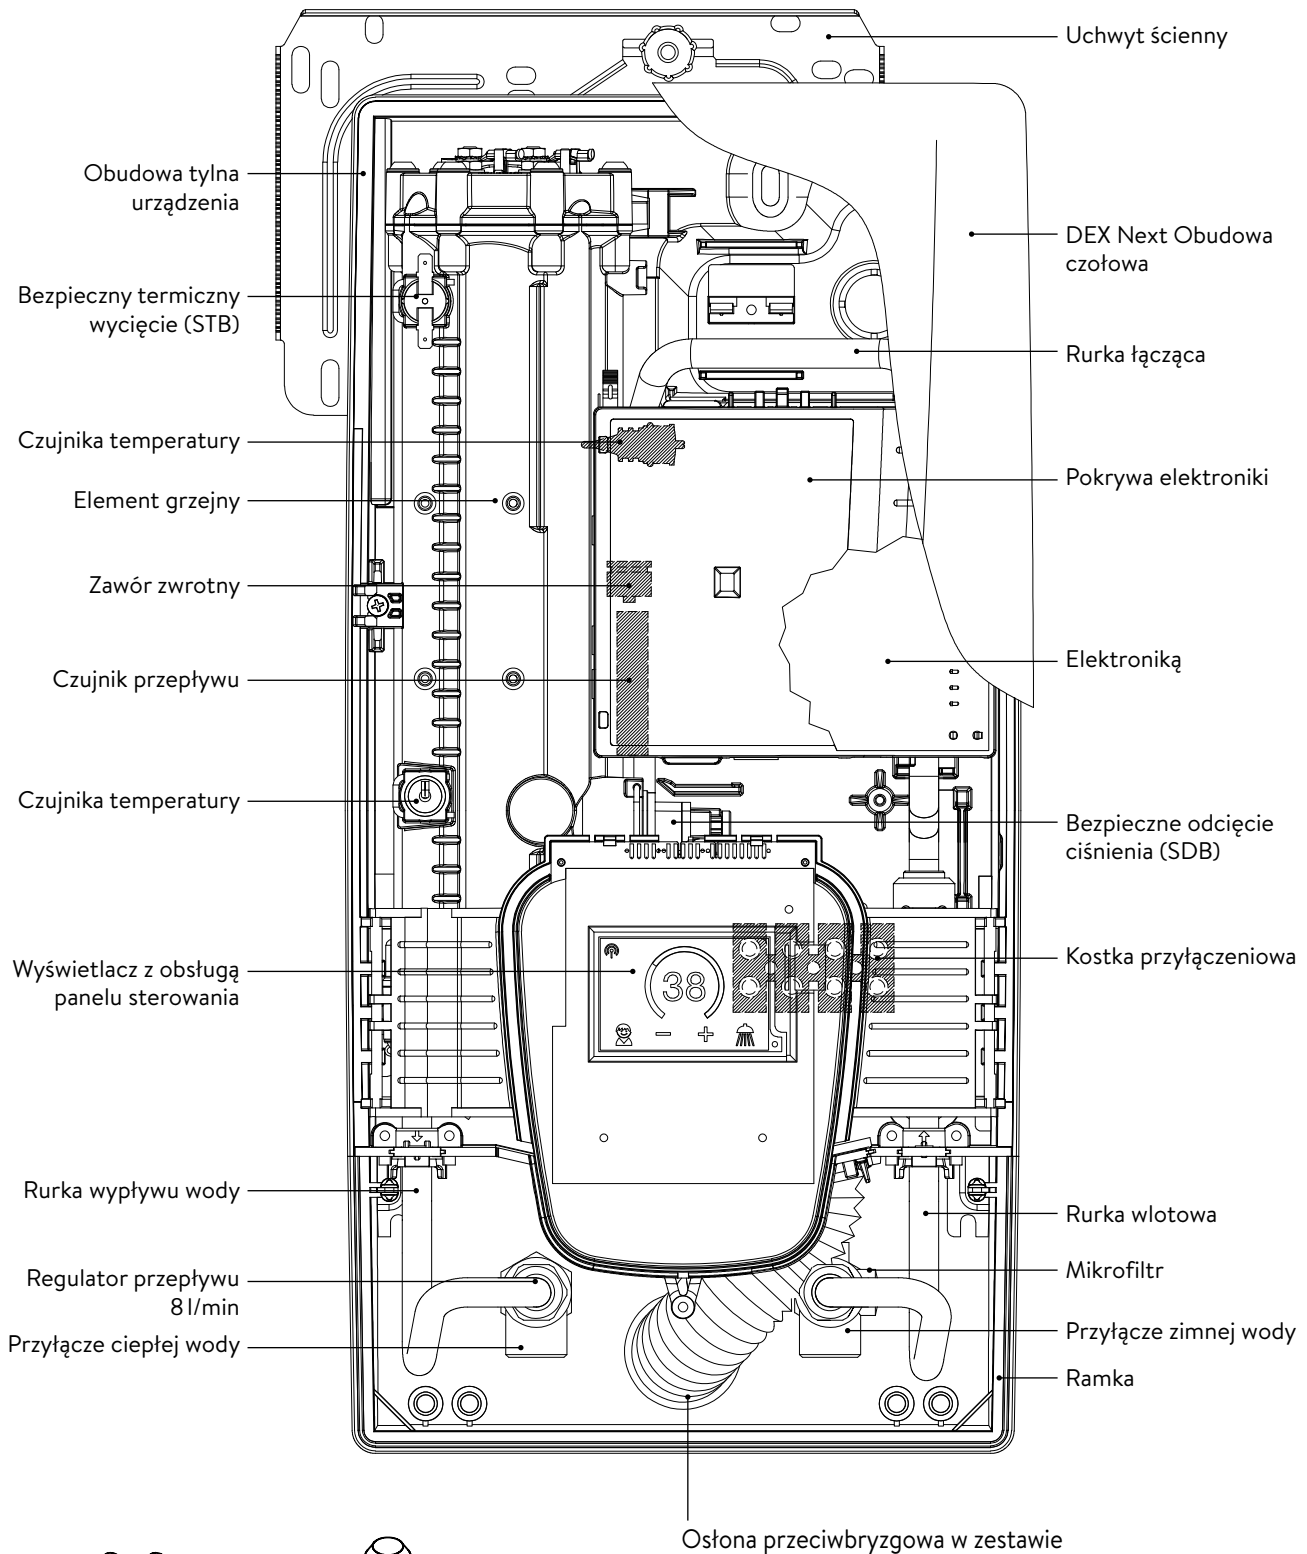 Uchwyt ścienny
Obudowa tylna
urządzenia
DEX Next Obudowa
czołowa
Bezpieczny termiczny
wycięcie (STB)
Rurka łącząca
Czujnika temperatury
Pokrywa elektroniki
Element grzejny
Zawór zwrotny
Elektroniką
Czujnik przepływu
Czujnika temperatury
Bezpieczne odcięcie
ciśnienia (SDB)
Kostka przyłączeniowa
Wyświetlacz z obsługą
panelu sterowania
38
Rurka wypływu wody
Rurka wlotowa
Regulator przepływu
8 l/min
Mikrofiltr
Przyłącze ciepłej wody
Przyłącze zimnej wody
Ramka
Osłona przeciwbryzgowa w zestawie